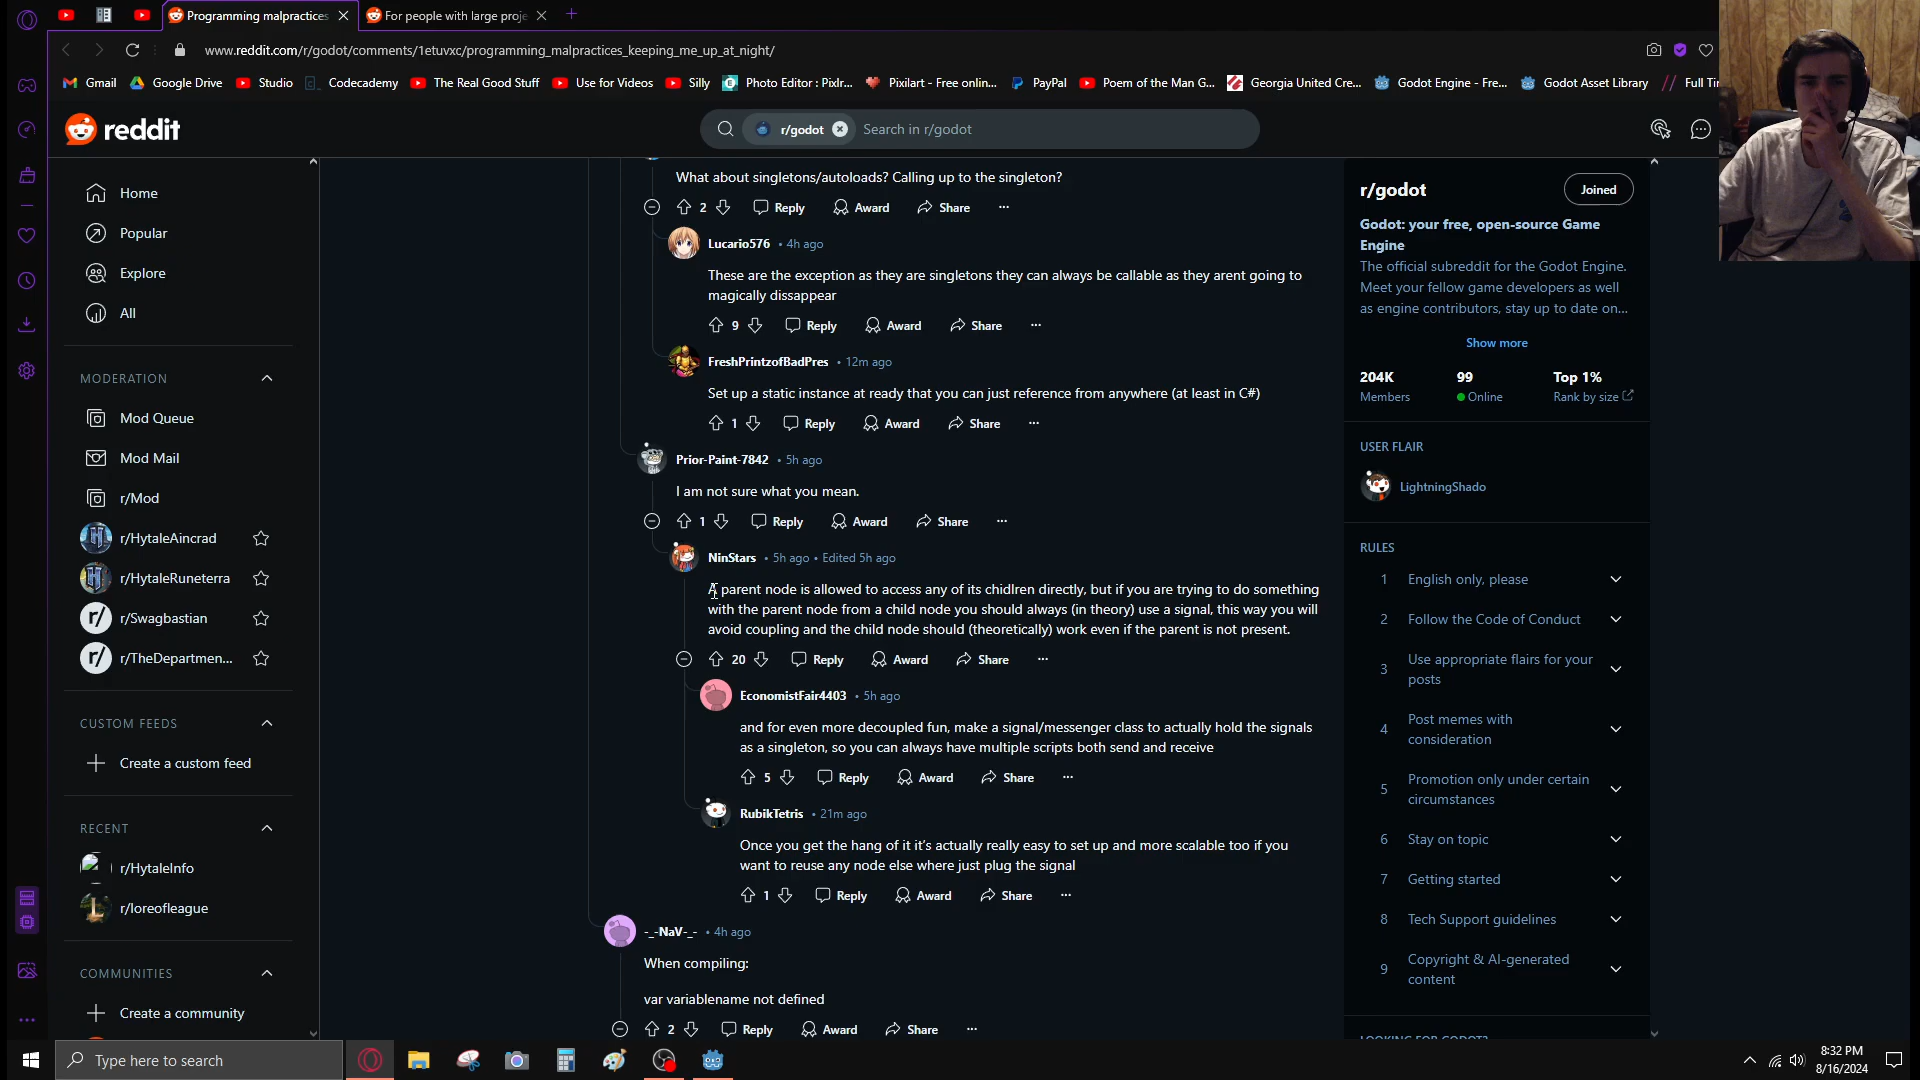 Programming malpractices
For people with large proje
www.reddit.com/r/godot/comments/1etuvxc/programming_malpractices_keeping_me_up_at_night/
Gmail
Google Drive
Studio
Codecademy
The Real Good Stuff
Use for Videos
Silly
Photo Editor : Pixlr...
Pixilart - Free onlin...
PayPal
Poem of the Man G...
Georgia United Cre...
Godot Engine - Fre...
Godot Asset Library
Full Ti
reddit
r/godot
Search in r/godot
Home
Popular
Explore
All
MODERATION
Mod Queue
Mod Mail
r/Mod
r/HytaleAincrad
r/HytaleRuneterra
r/Swagbastian
r/TheDepartmen...
CUSTOM FEEDS
Create a custom feed
RECENT
r/HytaleInfo
r/loreofleague
COMMUNITIES
Create a community
What about singletons/autoloads? Calling up to the singleton?
2 Reply Award Share ...
Lucario576 • 4h ago
These are the exception as they are singletons they can always be callable as they arent going to
magically dissappear
9 Reply Award Share ...
FreshPrintzofBadPres • 12m ago
Set up a static instance at ready that you can just reference from anywhere (at least in C#)
1 Reply Award Share ...
Prior-Paint-7842 • 5h ago
I am not sure what you mean.
1 Reply Award Share ...
NinStars • 5h ago • Edited 5h ago
A parent node is allowed to access any of its chidlren directly, but if you are trying to do something
with the parent node from a child node you should always (in theory) use a signal, this way you will
avoid coupling and the child node should (theoretically) work even if the parent is not present.
20 Reply Award Share ...
EconomistFair4403 • 5h ago
and for even more decoupled fun, make a signal/messenger class to actually hold the signals
as a singleton, so you can always have multiple scripts both send and receive
5 Reply Award Share ...
RubikTetris • 21m ago
Once you get the hang of it it's actually really easy to set up and more scalable too if you
want to reuse any node else where just plug the signal
1 Reply Award Share ...
-_-NaV-_- • 4h ago
When compiling:
var variablename not defined
2 Reply Award Share ...
r/godot
Joined
Godot: your free, open-source Game
Engine
The official subreddit for the Godot Engine.
Meet your fellow game developers as well
as engine contributors, stay up to date on...
Show more
204K 99 Top 1%
Members Online Rank by size
USER FLAIR
LightningShado
RULES
1 English only, please
2 Follow the Code of Conduct
3 Use appropriate flairs for your
posts
4 Post memes with
consideration
5 Promotion only under certain
circumstances
6 Stay on topic
7 Getting started
8 Tech Support guidelines
9 Copyright & AI-generated
content
LOOKING FOR GODOT?
Type here to search
8:32 PM
8/16/2024